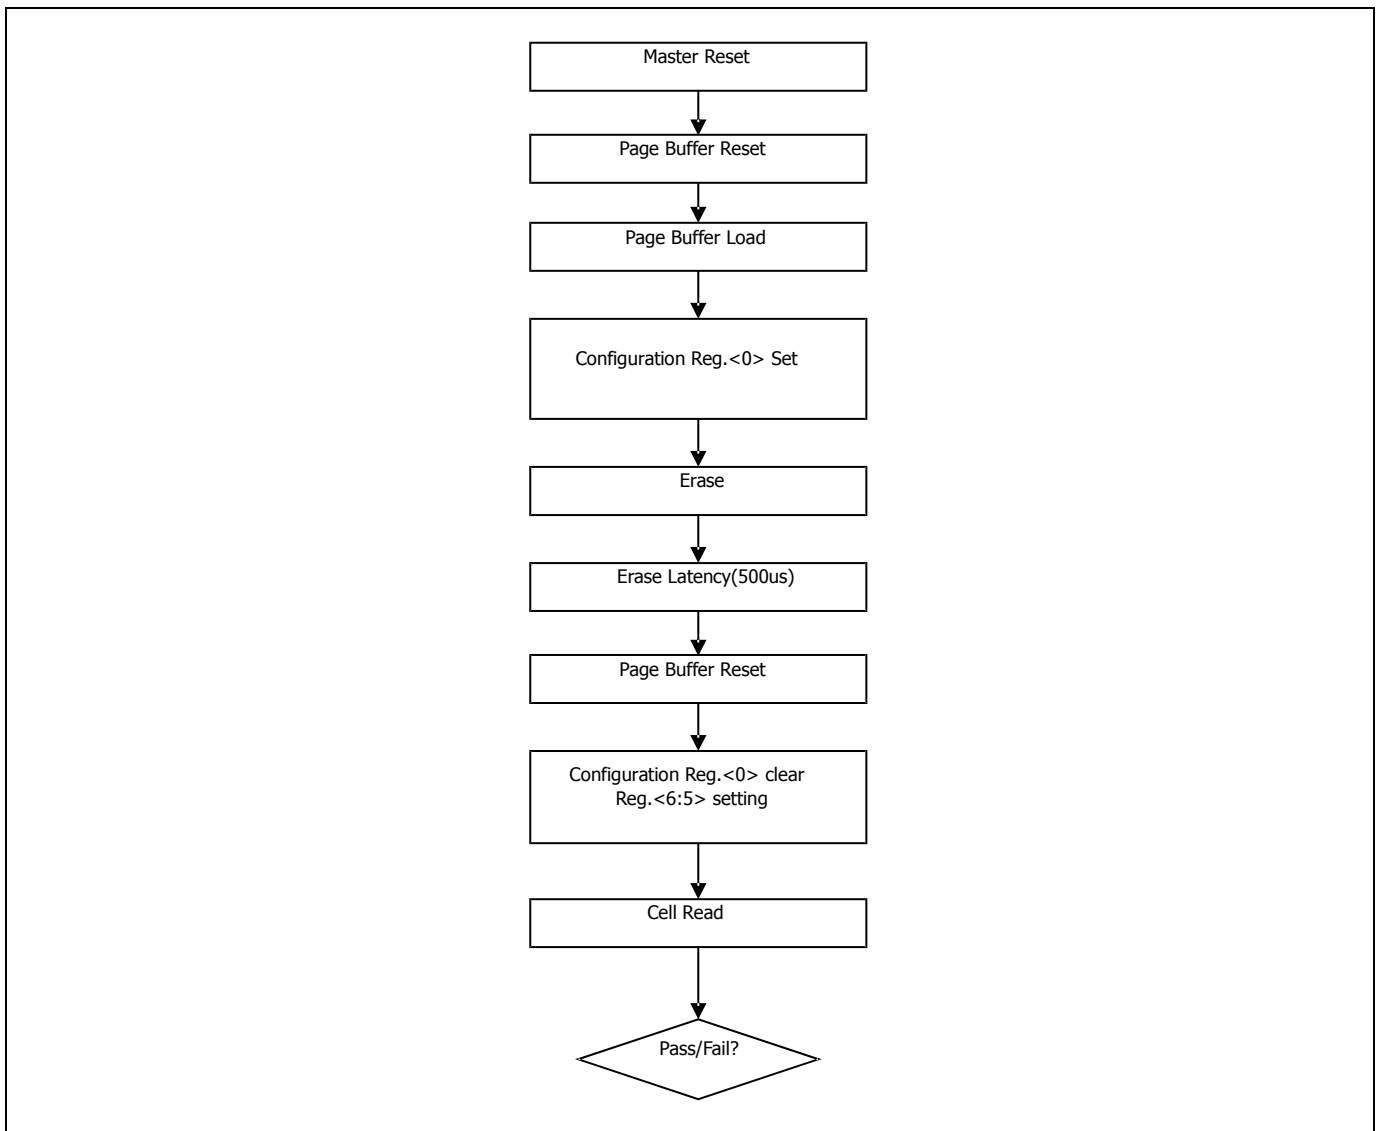 Master Reset
Page Buffer Reset
Page Buffer Load
Configuration Reg.<0> Set
Erase
Erase Latency(500us)
Page Buffer Reset
Configuration Reg.<0> clear
Reg.<6:5> setting
Cell Read
Pass/Fail?